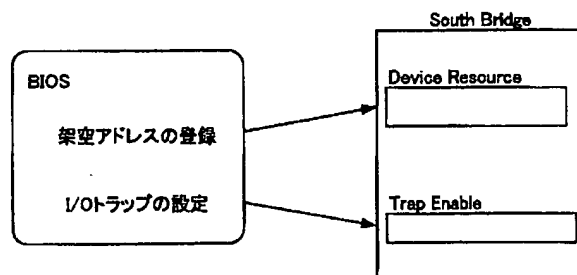 South Bridge
BIOS
Device Resource
架空アドレスの登録
I/Oトラップの設定
Trap Enable